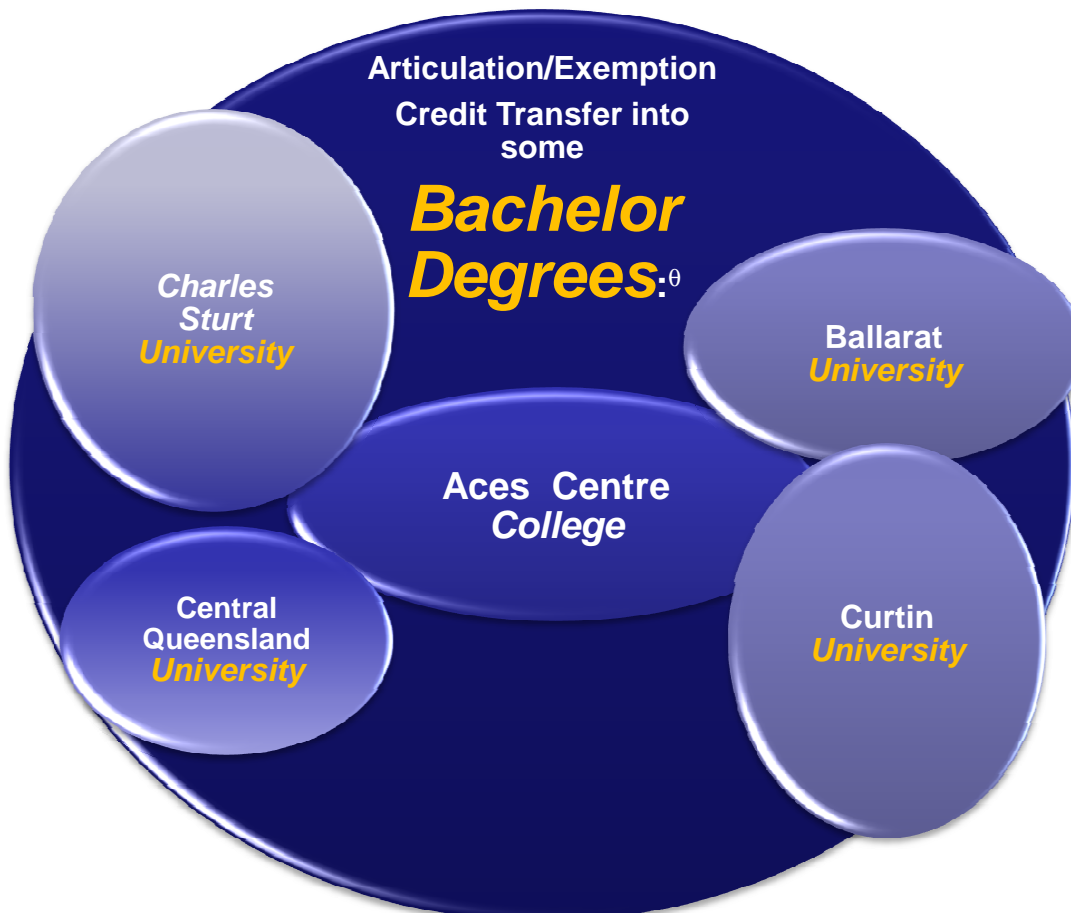 Articulation/Exemption
Credit Transfer into
some
Bachelor
Degrees:θ
Charles
Sturt
University
Ballarat
University
Aces Centre
College
Central
Queensland
University
Curtin
University